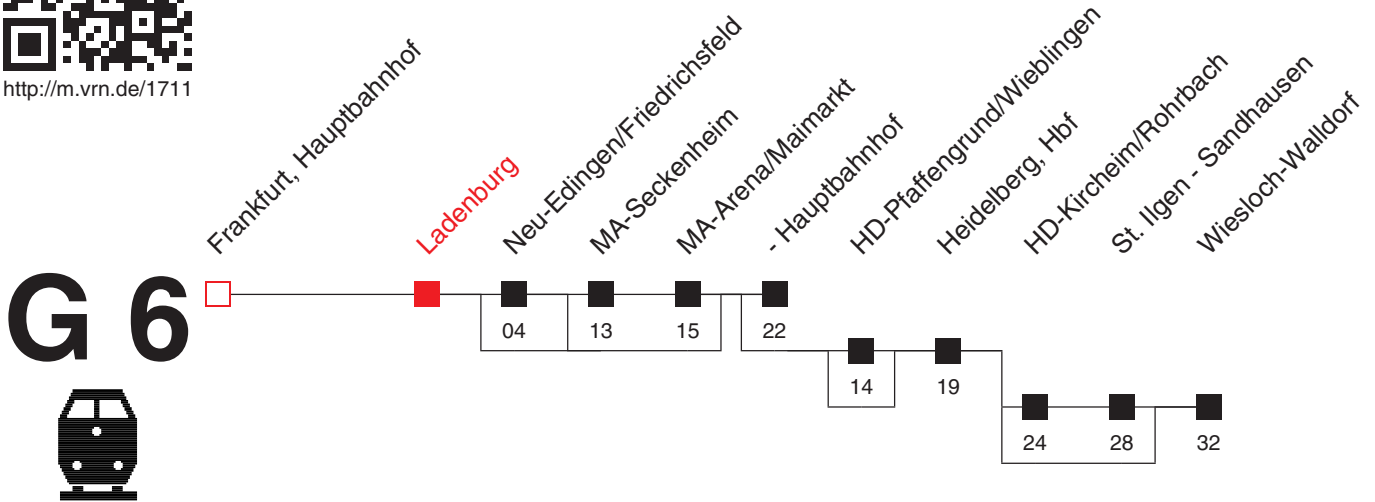 http://m.vrn.de/1711
Frankfurt, Hauptbahnhof
Ladenburg
Neu-Edingen/Friedrichsfeld
MA-Seckenheim
MA-Arena/Maimarkt
- Hauptbahnhof
HD-Pfaffengrund/Wieblingen
Heidelberg, Hbf
HD-Kircheim/Rohrbach
St. Ilgen - Sandhausen
Wiesloch-Walldorf
G 6
04 13 15 22
14 19
24 28 32